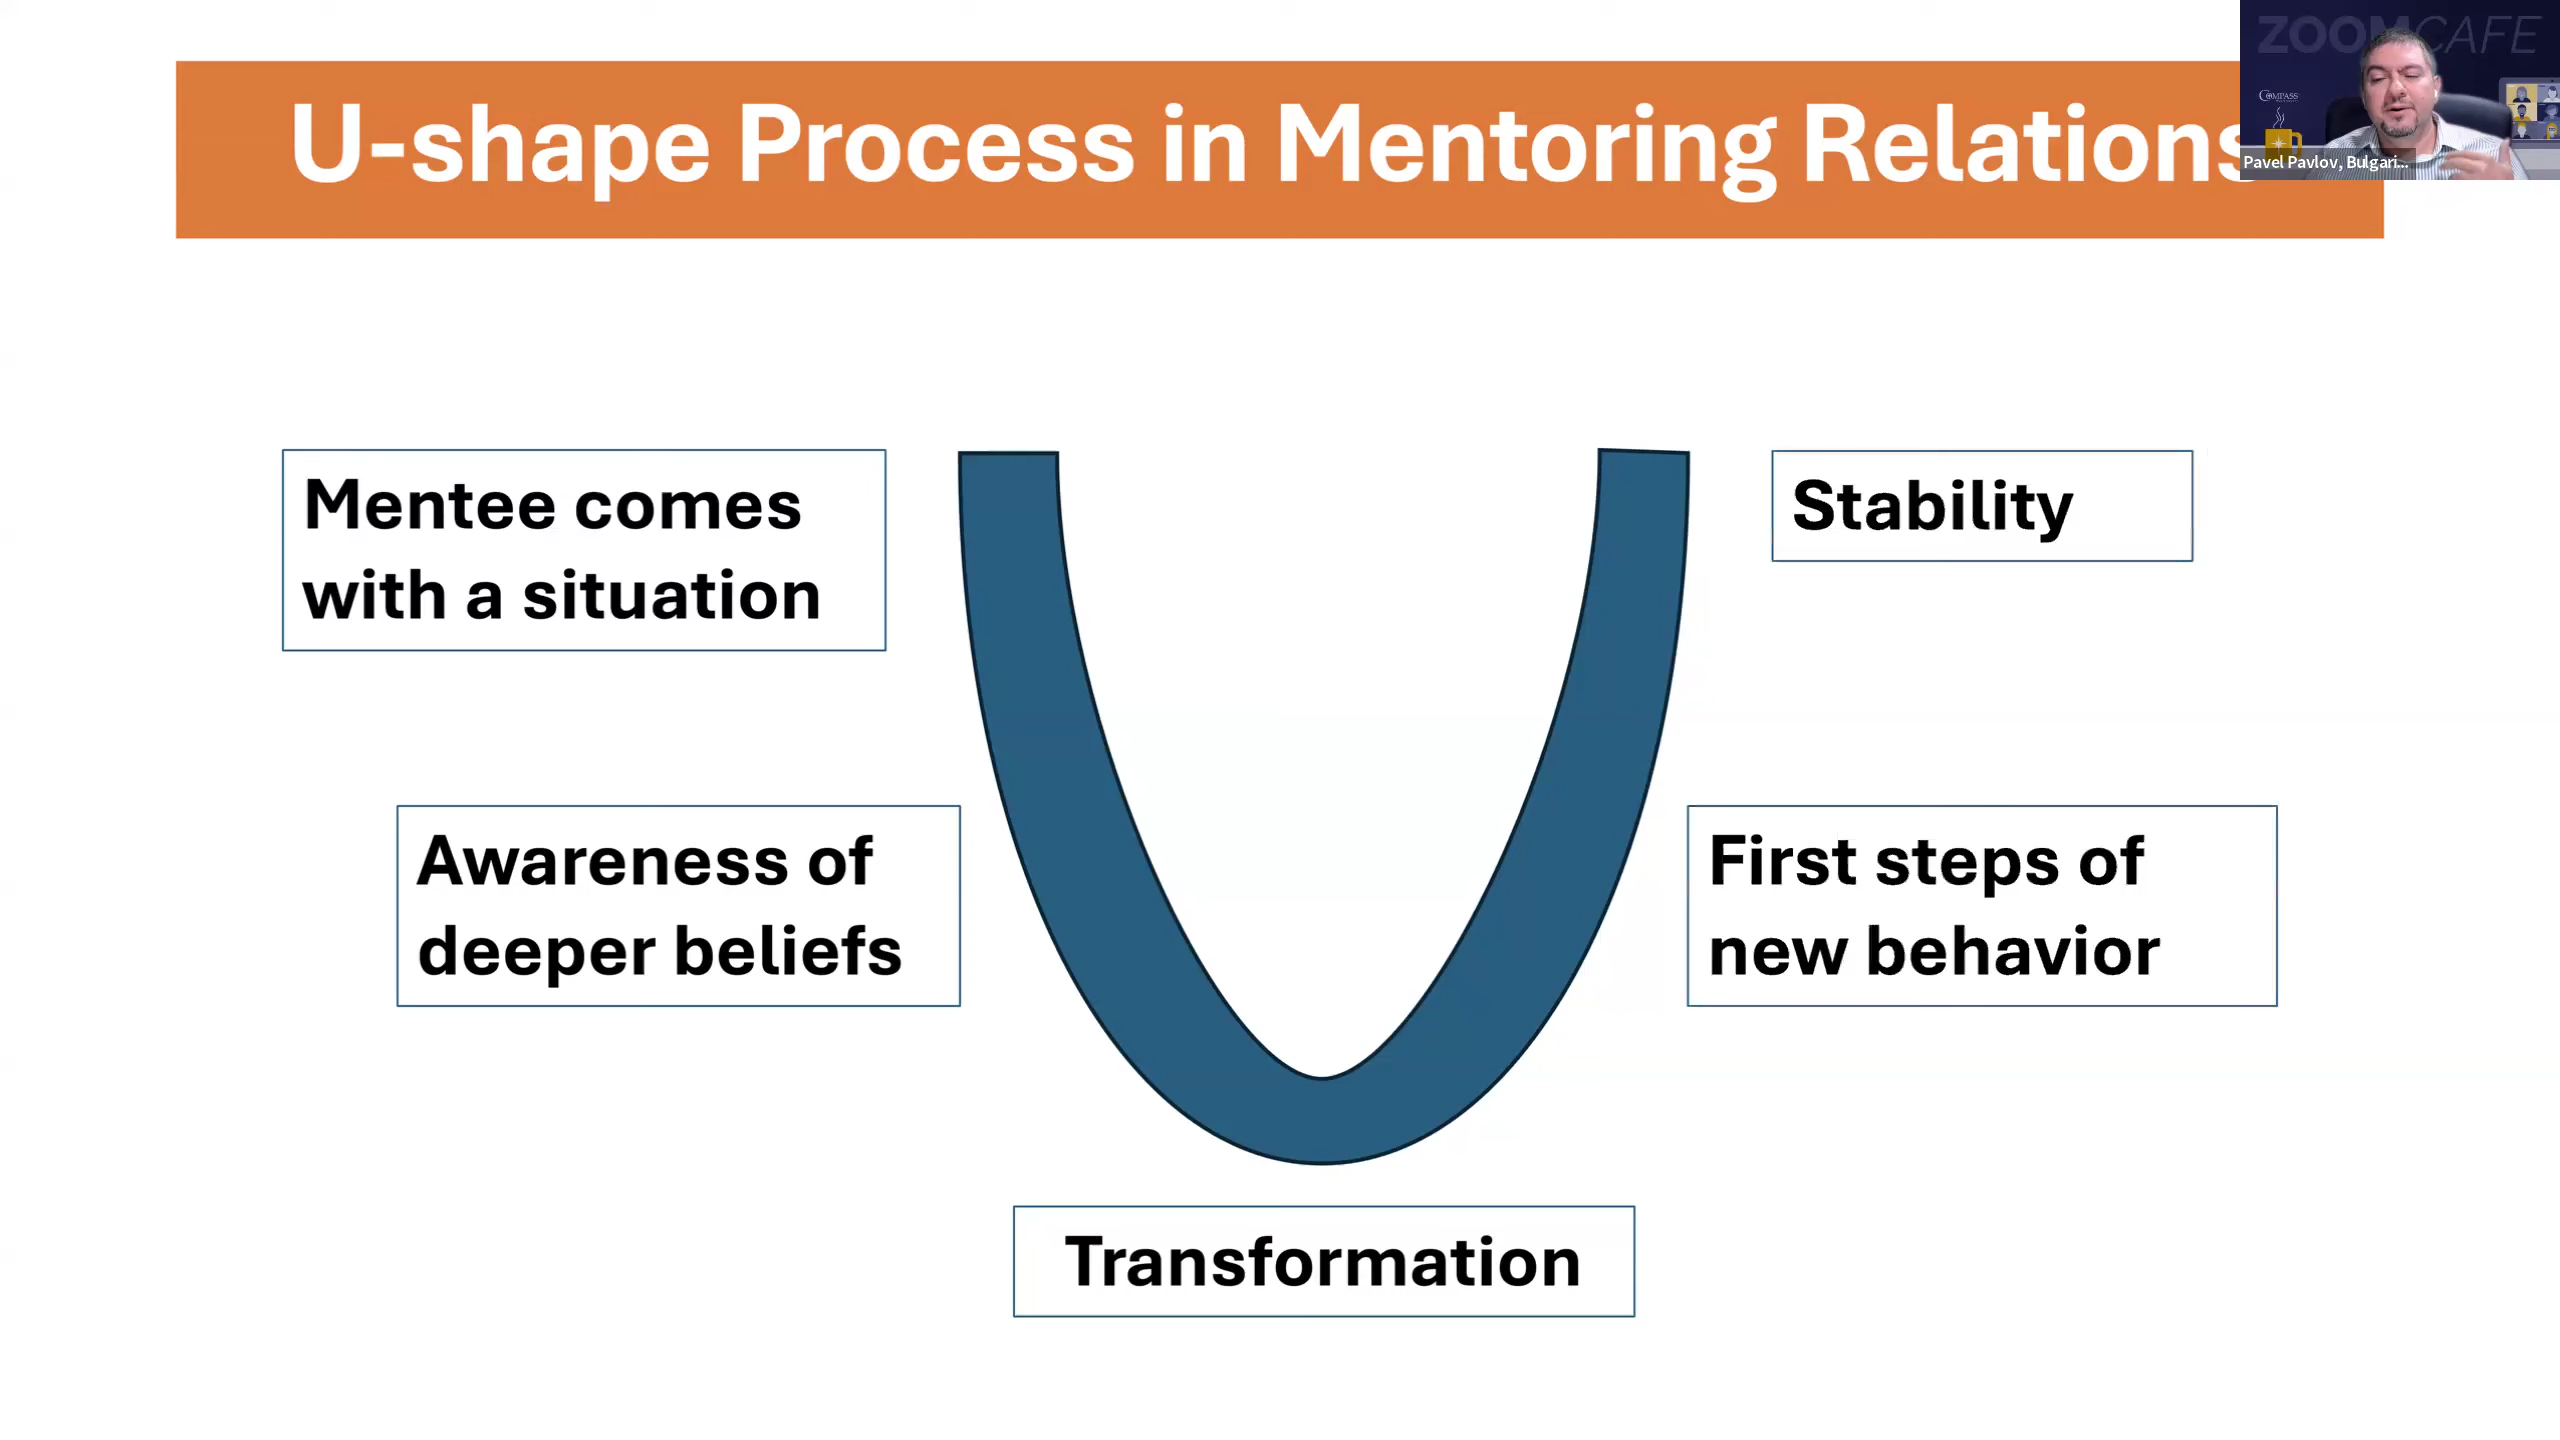 U-shape Process in Mentoring Relations
ZOOMCAFE
COMPASS
Pavel Pavlov, Bulgari...
Mentee comes
with a situation
Stability
Awareness of
deeper beliefs
First steps of
new behavior
Transformation